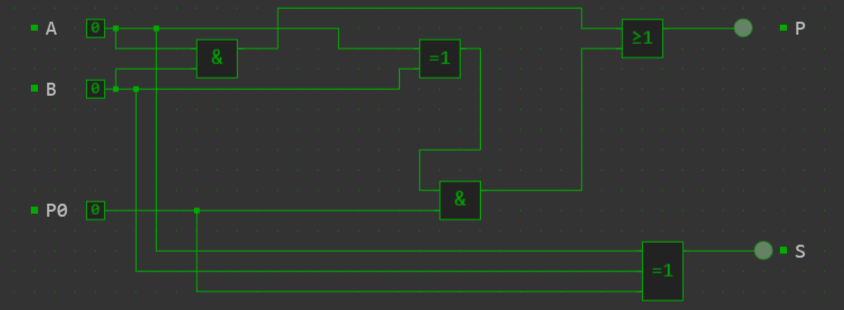 A 0 ≥1 P
& =1
B 0
P0 0 &
=1 S